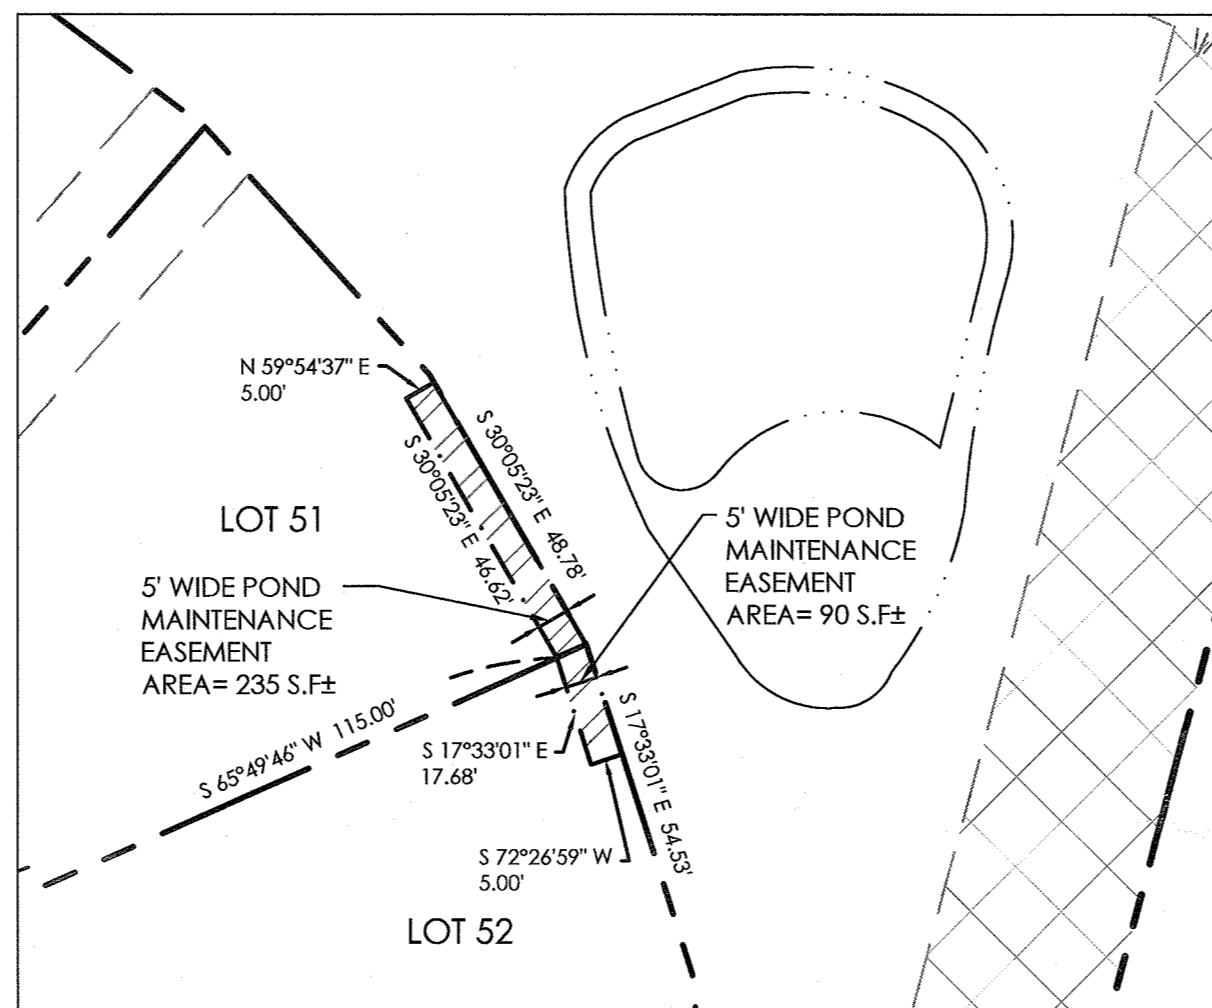 N 59°54'37" E
5.00'
S 30°05'23" E 48.78'
S 30°05'23" E 46.62'
LOT 51
5' WIDE POND
MAINTENANCE
EASEMENT
AREA= 90 S.F±
5' WIDE POND
MAINTENANCE
EASEMENT
AREA= 235 S.F±
S 65°49'46" W 115.00'
S 17°33'01" E
17.68'
S 17°33'01" E 54.53'
S 72°26'59" W
5.00'
LOT 52